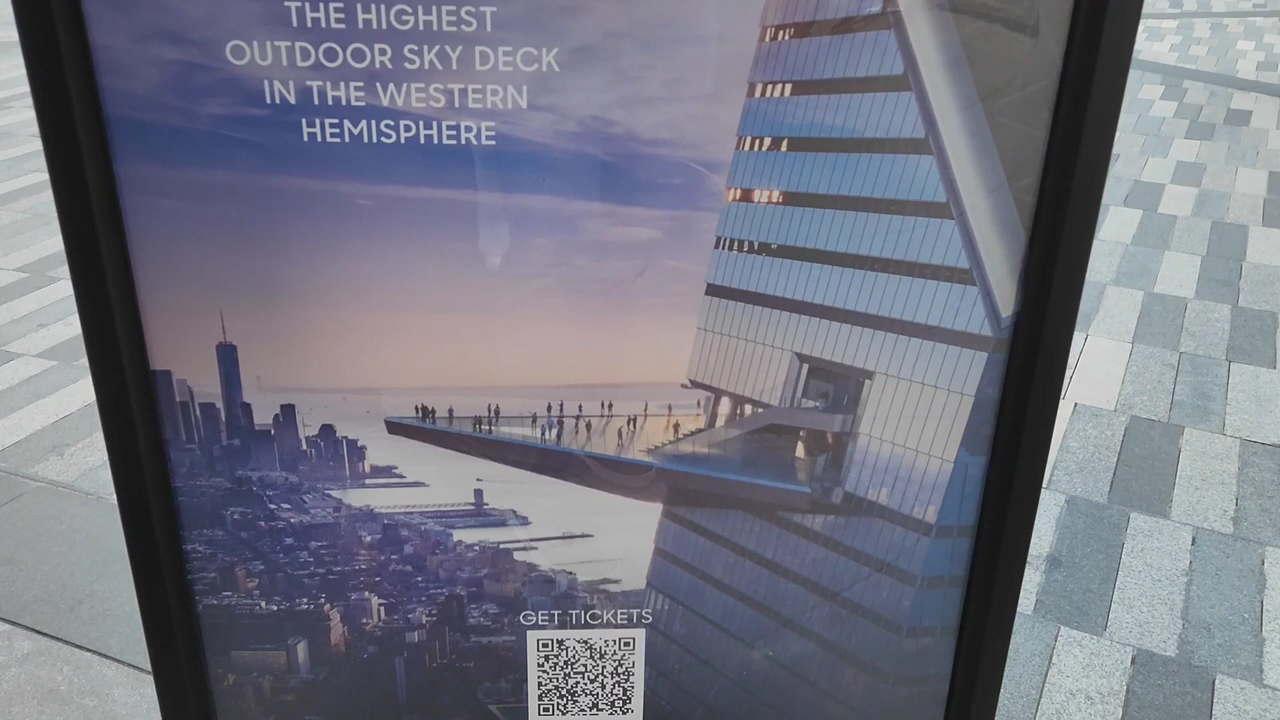 THE HIGHEST
OUTDOOR SKY DECK
IN THE WESTERN
HEMISPHERE
GET TICKETS